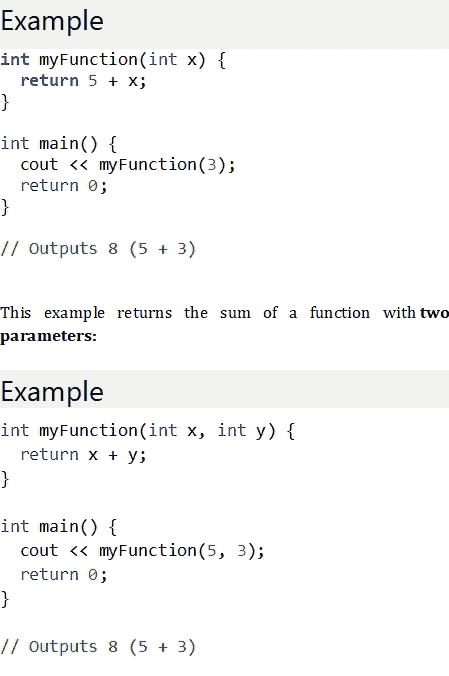 Example
int myFunction(int x) {
  return 5 + x;
}
int main() {
  cout << myFunction(3);
  return 0;
}
// Outputs 8 (5 + 3)
This example returns the sum of a function with two
parameters:
Example
int myFunction(int x, int y) {
  return x + y;
}
int main() {
  cout << myFunction(5, 3);
  return 0;
}
// Outputs 8 (5 + 3)